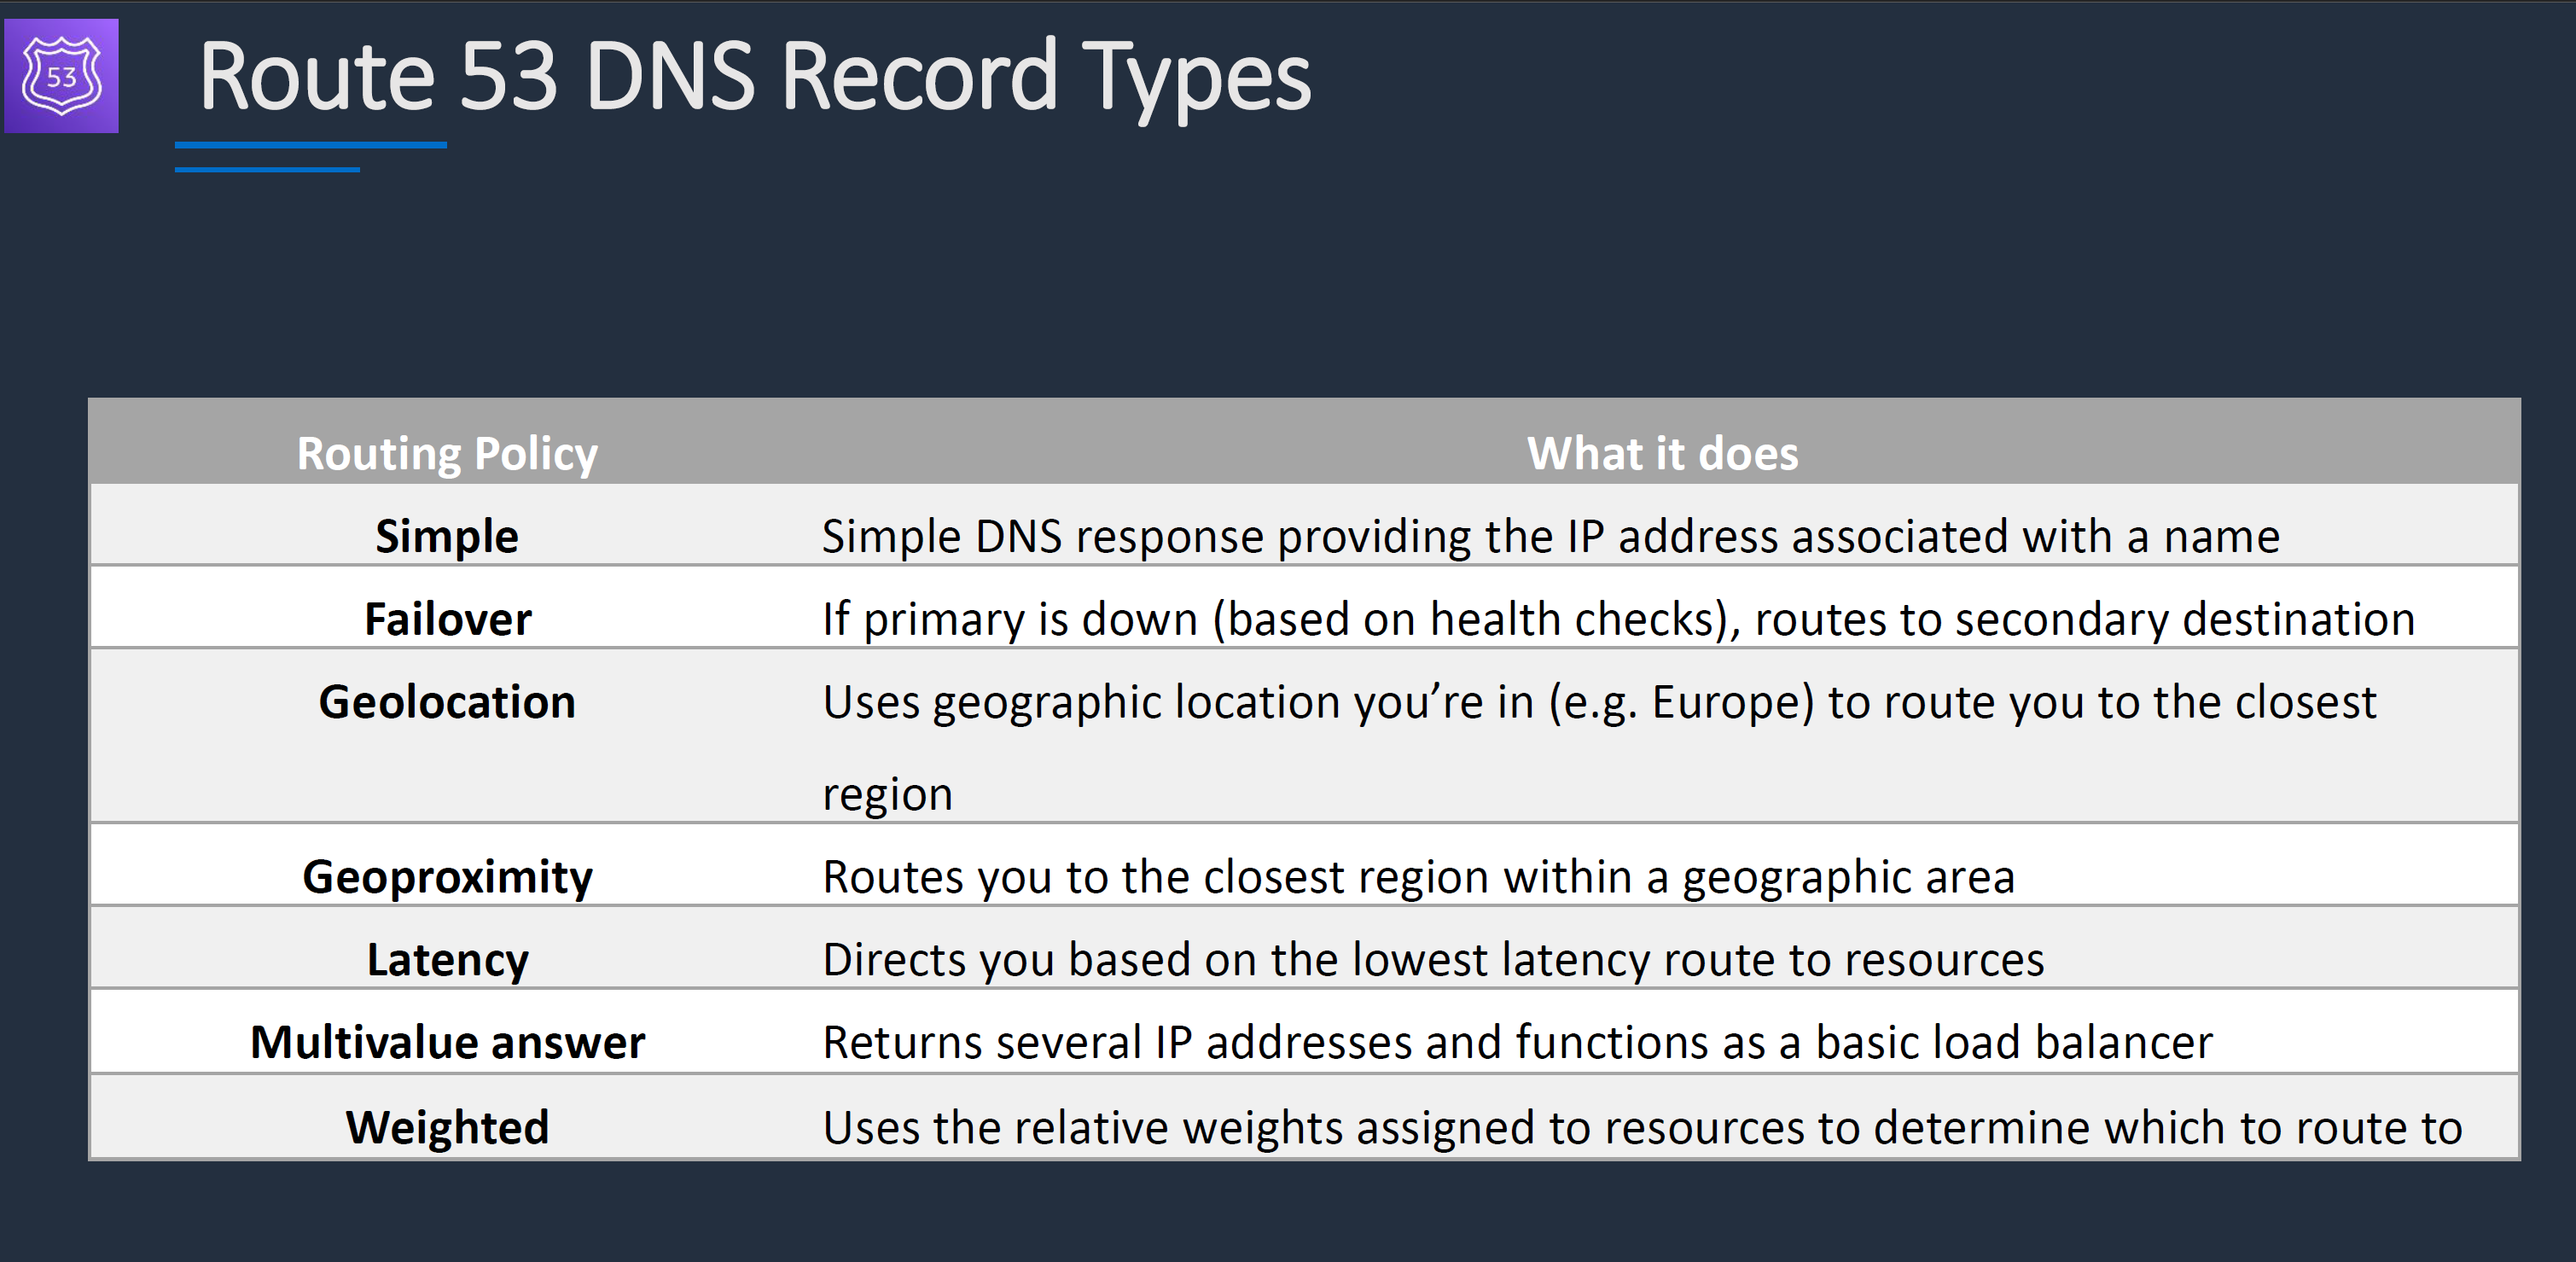 53
Route 53 DNS Record Types
Routing Policy What it does
Simple Simple DNS response providing the IP address associated with a name
Failover If primary is down (based on health checks), routes to secondary destination
Geolocation Uses geographic location you’re in (e.g. Europe) to route you to the closest
region
Geoproximity Routes you to the closest region within a geographic area
Latency Directs you based on the lowest latency route to resources
Multivalue answer Returns several IP addresses and functions as a basic load balancer
Weighted Uses the relative weights assigned to resources to determine which to route to